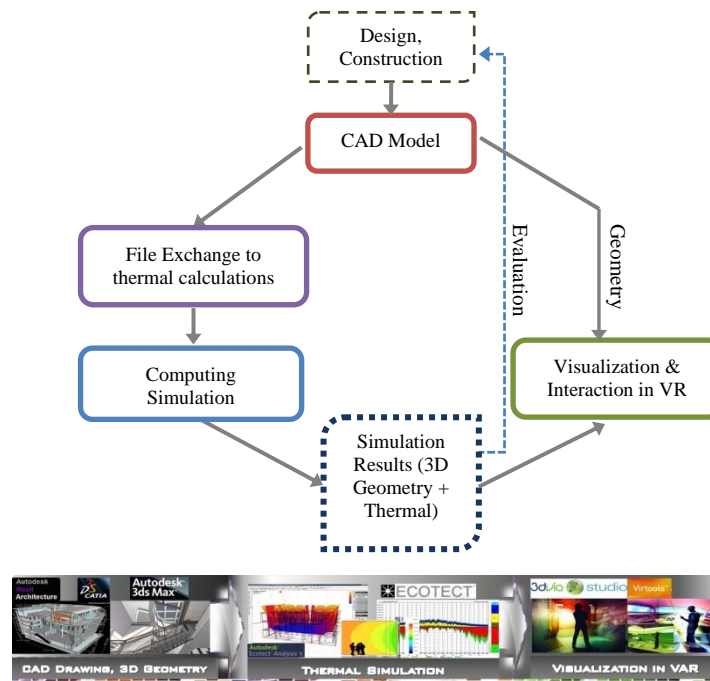 Design,
Construction
CAD Model
File Exchange to
thermal calculations
Evaluation
Geometry
Computing
Simulation
Visualization &
Interaction in VR
Simulation
Results (3D
Geometry +
Thermal)
Autodesk
Revit
Architecture
CATIA
Autodesk
3ds Max
ECOTECT
Autodesk
Ecotect Analysis
3dvia studio
Virtools
CAD DRAWING, 3D GEOMETRY
THERMAL SIMULATION
VISUALIZATION IN VAR